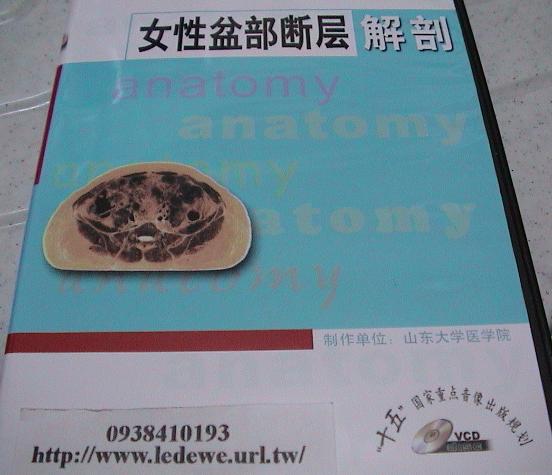 女性盆部断层 解剖
anatomy
anatomy
anatomy
anatomy
anatomy
制作单位：山东大学医学院
anatomy
"十五"国家重点音像出版规划
VCD
0938410193
http://www.ledewe.url.tw/